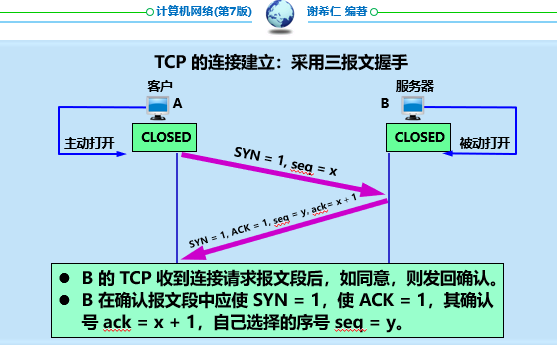 计算机网络(第7版) 谢希仁 编著
TCP 的连接建立：采用三报文握手
客户 服务器
A B
主动打开 CLOSED CLOSED 被动打开
SYN = 1, seq = x
SYN = 1, ACK = 1, seq = y, ack= x + 1
● B 的 TCP 收到连接请求报文段后，如同意，则发回确认。
● B 在确认报文段中应使 SYN = 1，使 ACK = 1，其确认
号 ack = x + 1，自己选择的序号 seq = y。